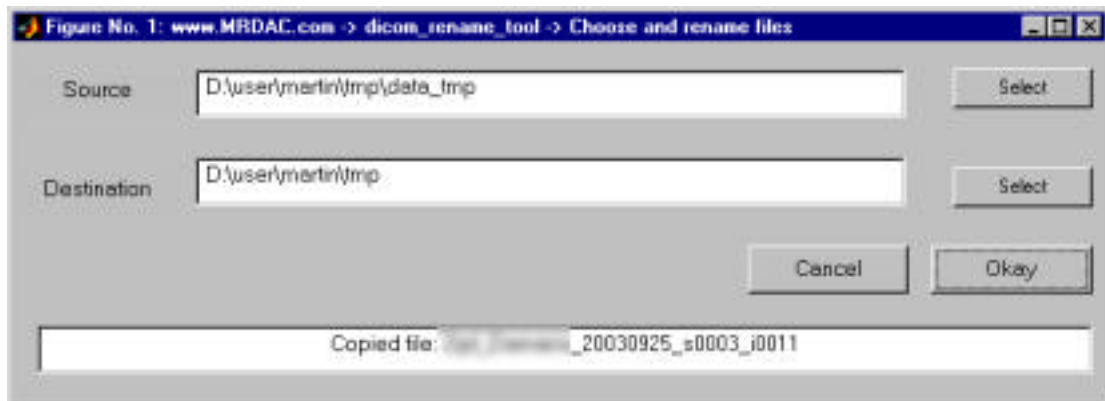 Figure No. 1: www.MRDAC.com -> dicom_rename_tool -> Choose and rename files
Source D:\user\martin\tmp\data_tmp Select
Destination D:\user\martin\tmp Select
Cancel Okay
Copied file: _20030925_s0003_i0011